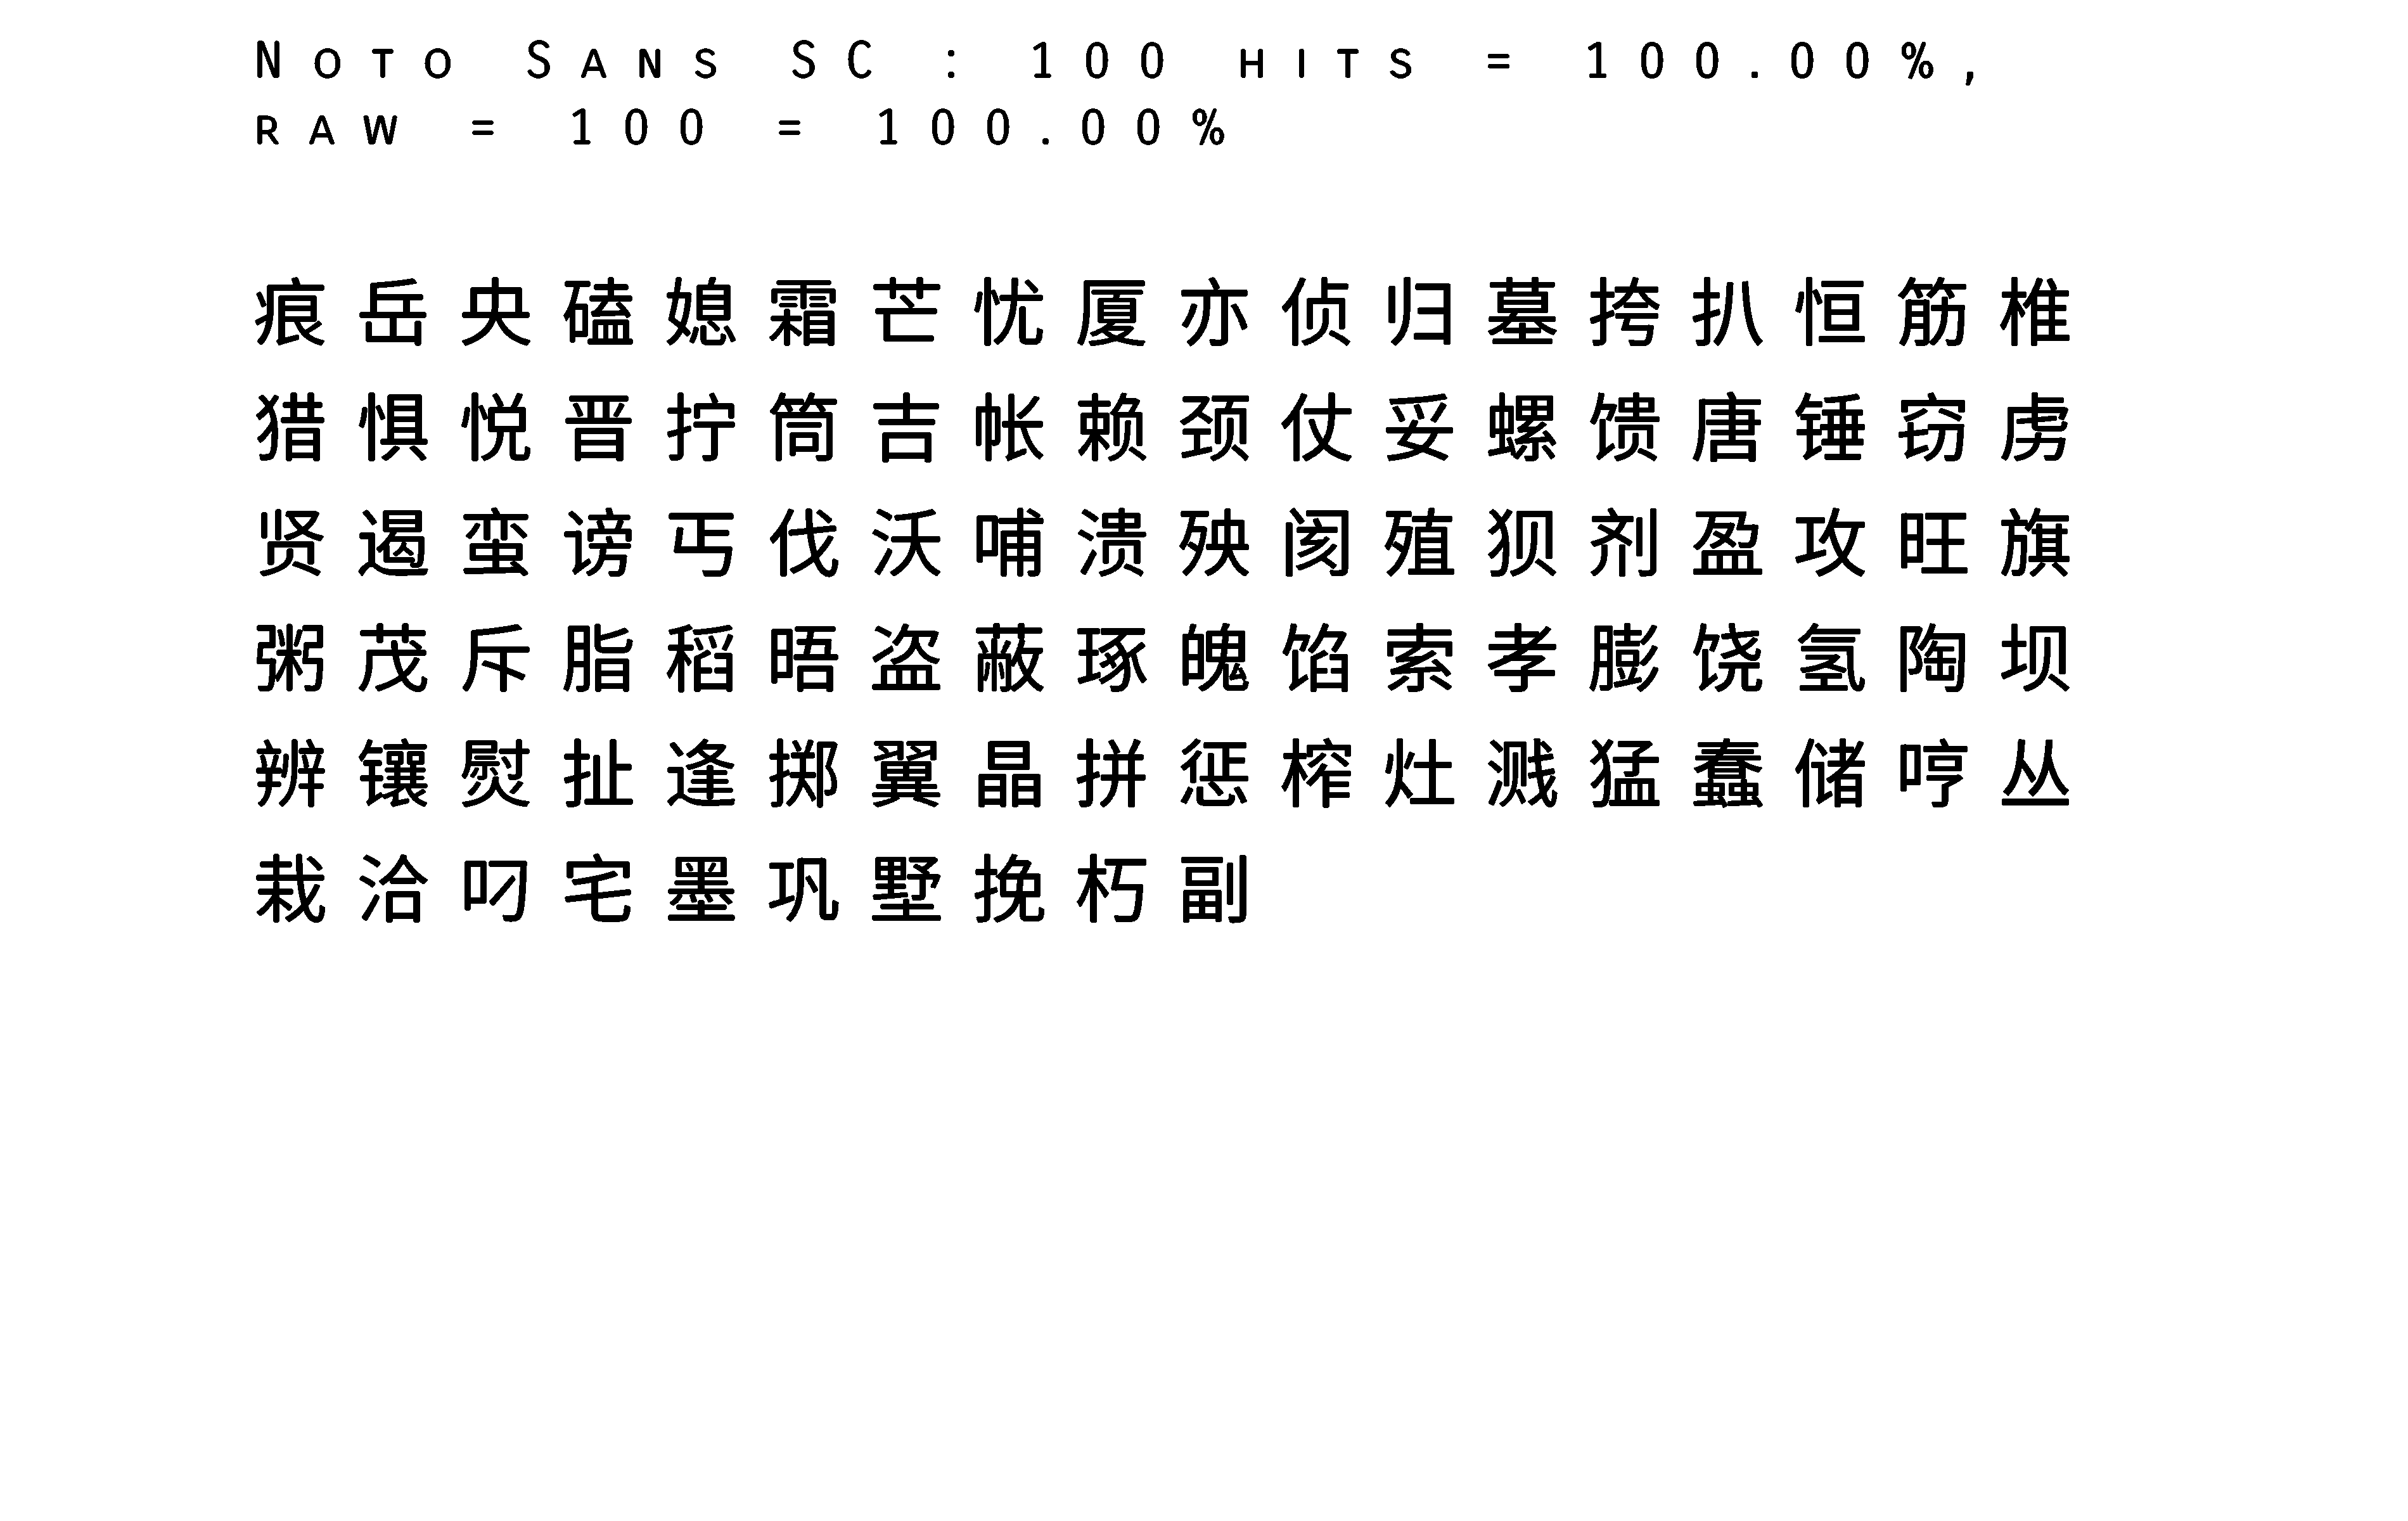 Noto Sans SC : 100 hits = 100.00%,
raw = 100 = 100.00%
痕岳央磕媳霜芒忧厦亦侦归墓挎扒恒筋椎
猎惧悦晋拧筒吉帐赖颈仗妥螺馈唐锤窃虏
贤遏蛮谤丐伐沃哺溃殃阂殖狈剂盈攻旺旗
粥茂斥脂稻晤盗蔽琢魄馅索孝膨饶氢陶坝
辨镶熨扯逢掷翼晶拼惩榨灶溅猛蠢储哼丛
栽洽叼宅墨巩墅挽朽副